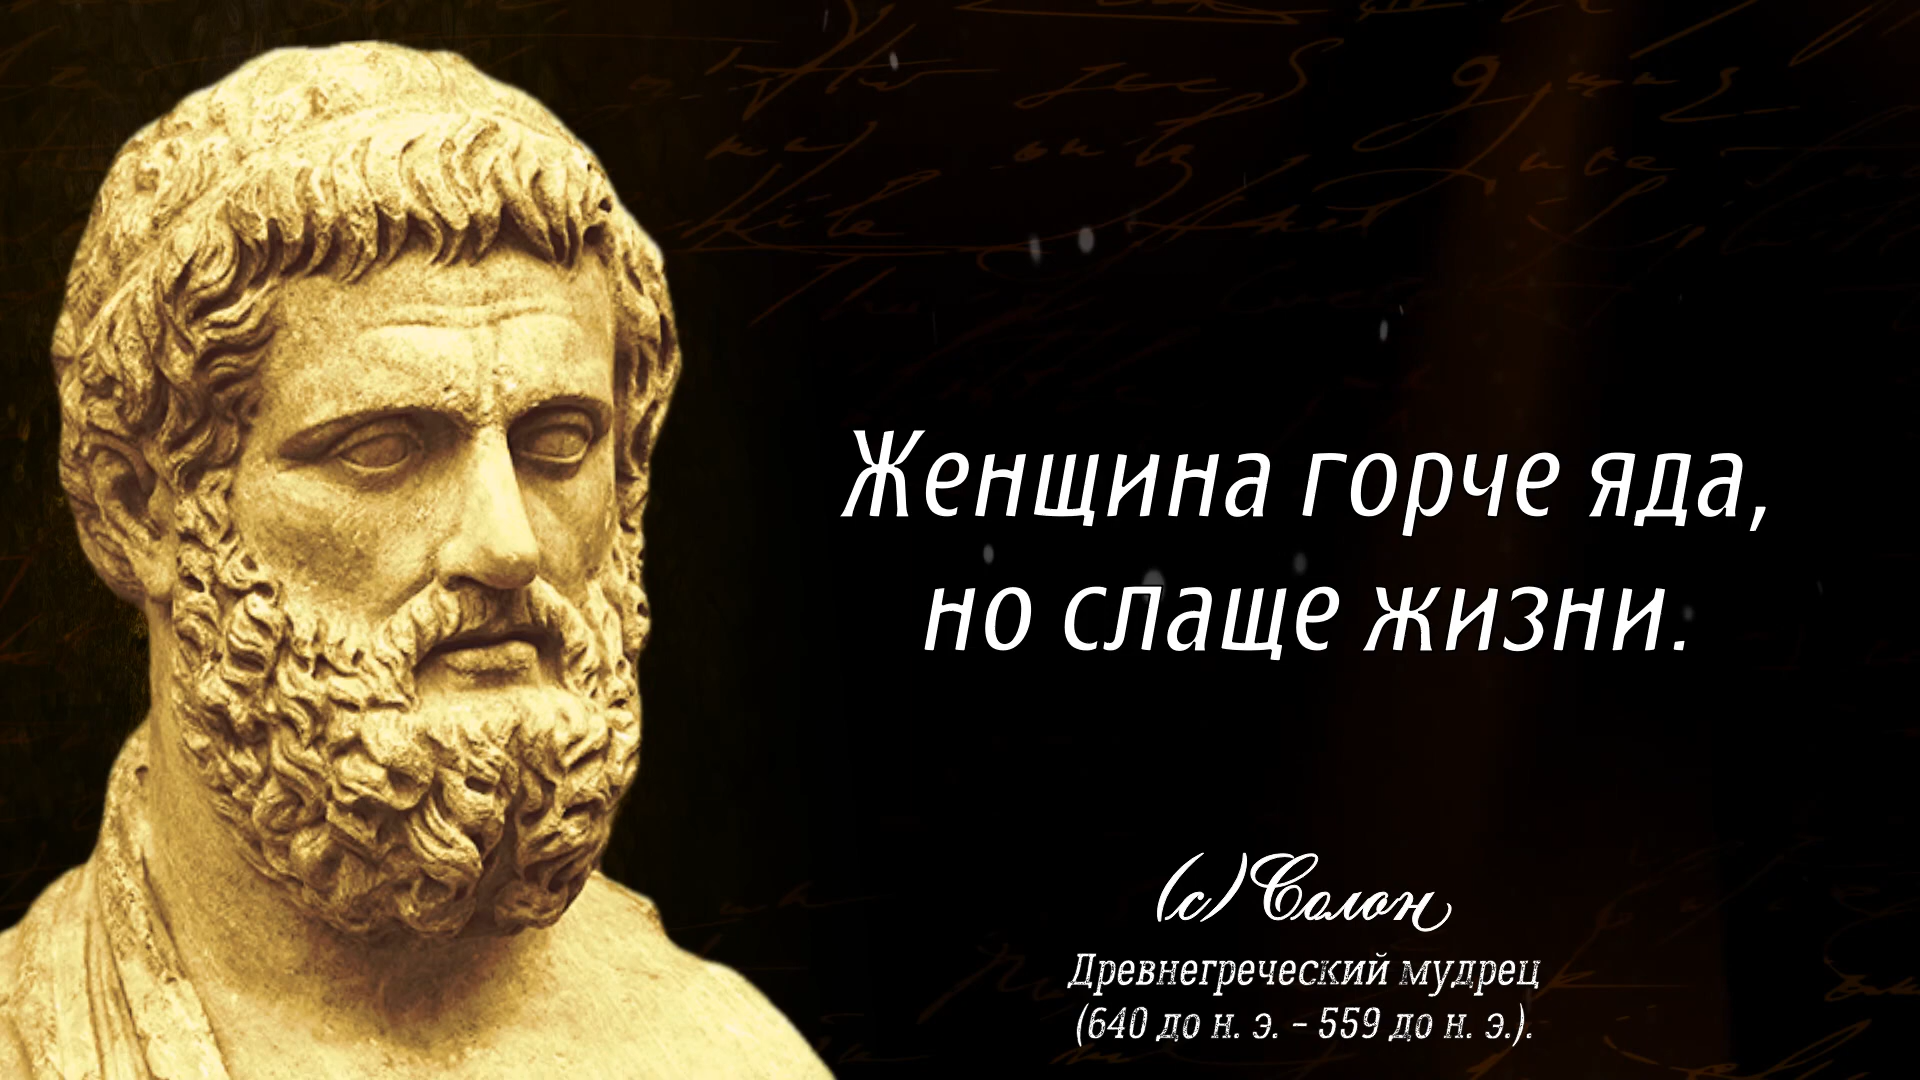 Женщина горче яда,
но слаще жизни.
(с) Солон
Древнегреческий мудрец
(640 до н. э. – 559 до н. э.).